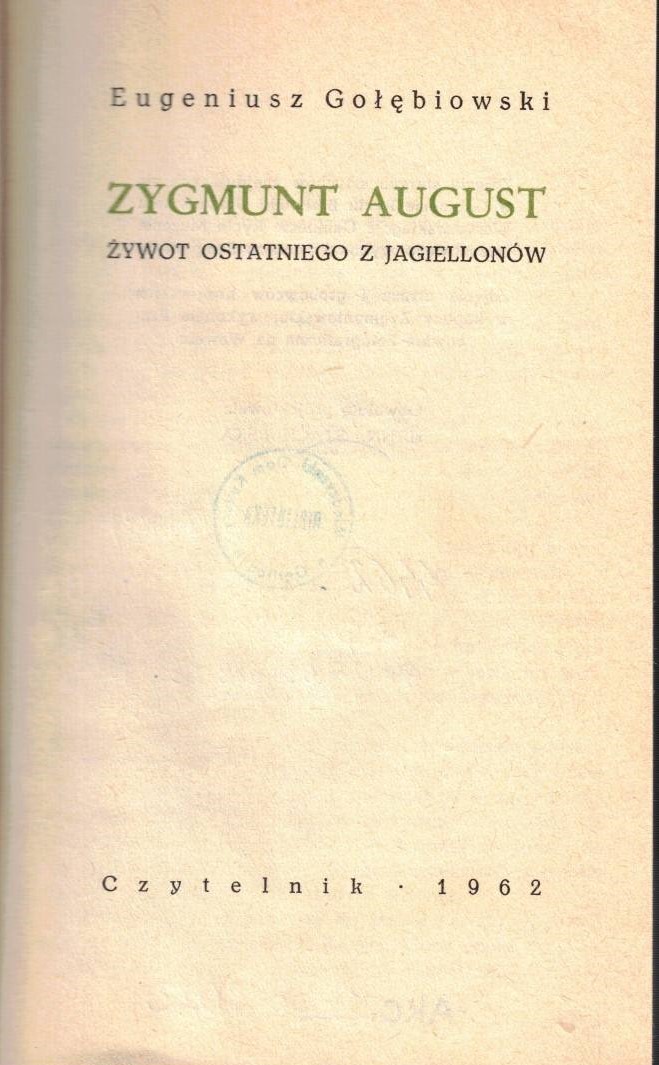 Eugeniusz Gołębiowski
ZYGMUNT AUGUST
ŻYWOT OSTATNIEGO Z JAGIELLONÓW
Czytelnik · 1962